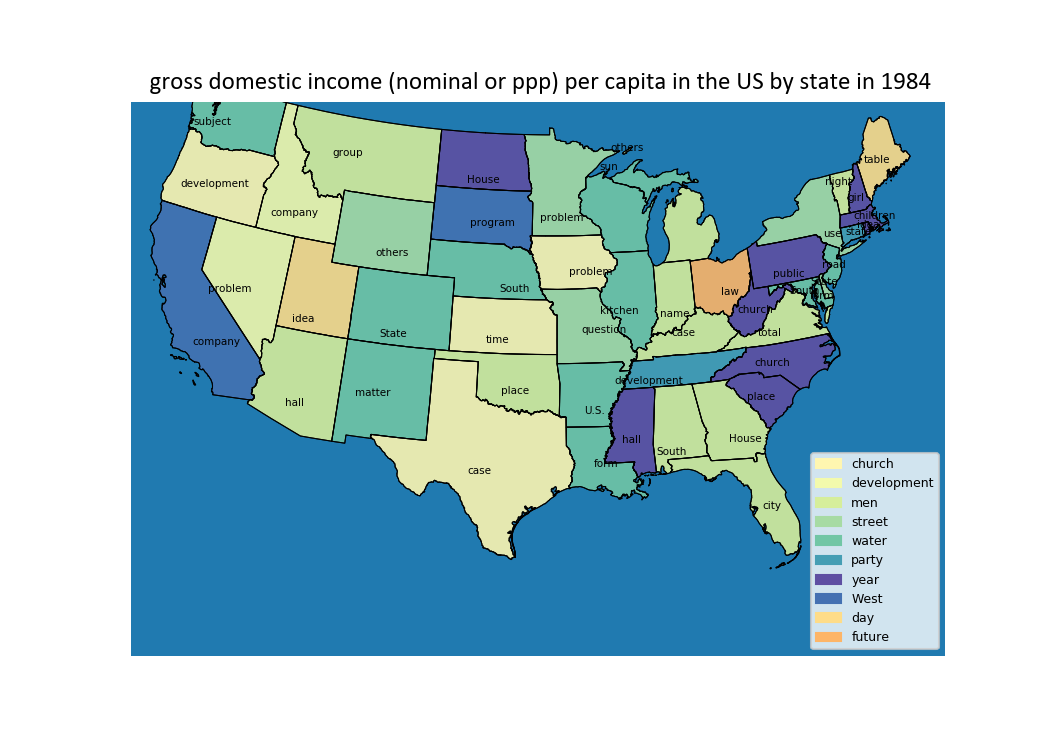 gross domestic income (nominal or ppp) per capita in the US by state in 1984
subject
others
group
sun
table
House
night
development
girl
company
program
children
problem
use
state
others
road
problem
public
problem
South
law
kitchen
name
church
idea
question
State
case
total
company
time
church
development
matter
place
place
hall
U.S.
hall
House
South
form
case
city
church
development
men
street
water
party
year
West
day
future